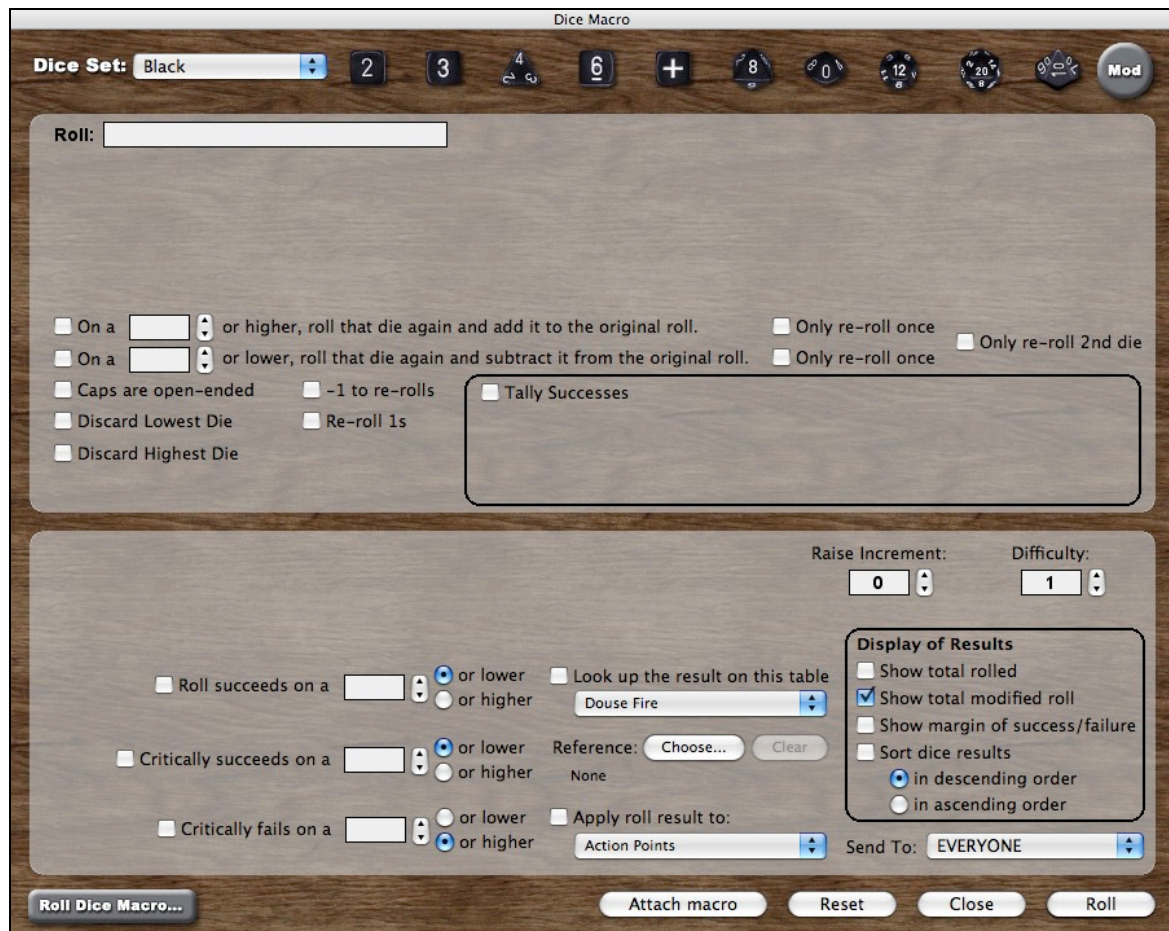 Dice Macro
Dice Set: Black 2 3 4 6 + 8 0 12 20 Mod
Roll:
On a or higher, roll that die again and add it to the original roll. Only re-roll once
On a or lower, roll that die again and subtract it from the original roll. Only re-roll once Only re-roll 2nd die
Caps are open-ended -1 to re-rolls Tally Successes
Discard Lowest Die Re-roll 1s
Discard Highest Die
Raise Increment: Difficulty:
0 1
Display of Results
Show total rolled
Show total modified roll
Show margin of success/failure
Sort dice results
in descending order
in ascending order
Roll succeeds on a or lower
or higher
Look up the result on this table
Douse Fire
Critically succeeds on a or lower
or higher
Reference: Choose... Clear
None
Critically fails on a or lower
or higher
Apply roll result to:
Action Points
Send To: EVERYONE
Roll Dice Macro... Attach macro Reset Close Roll